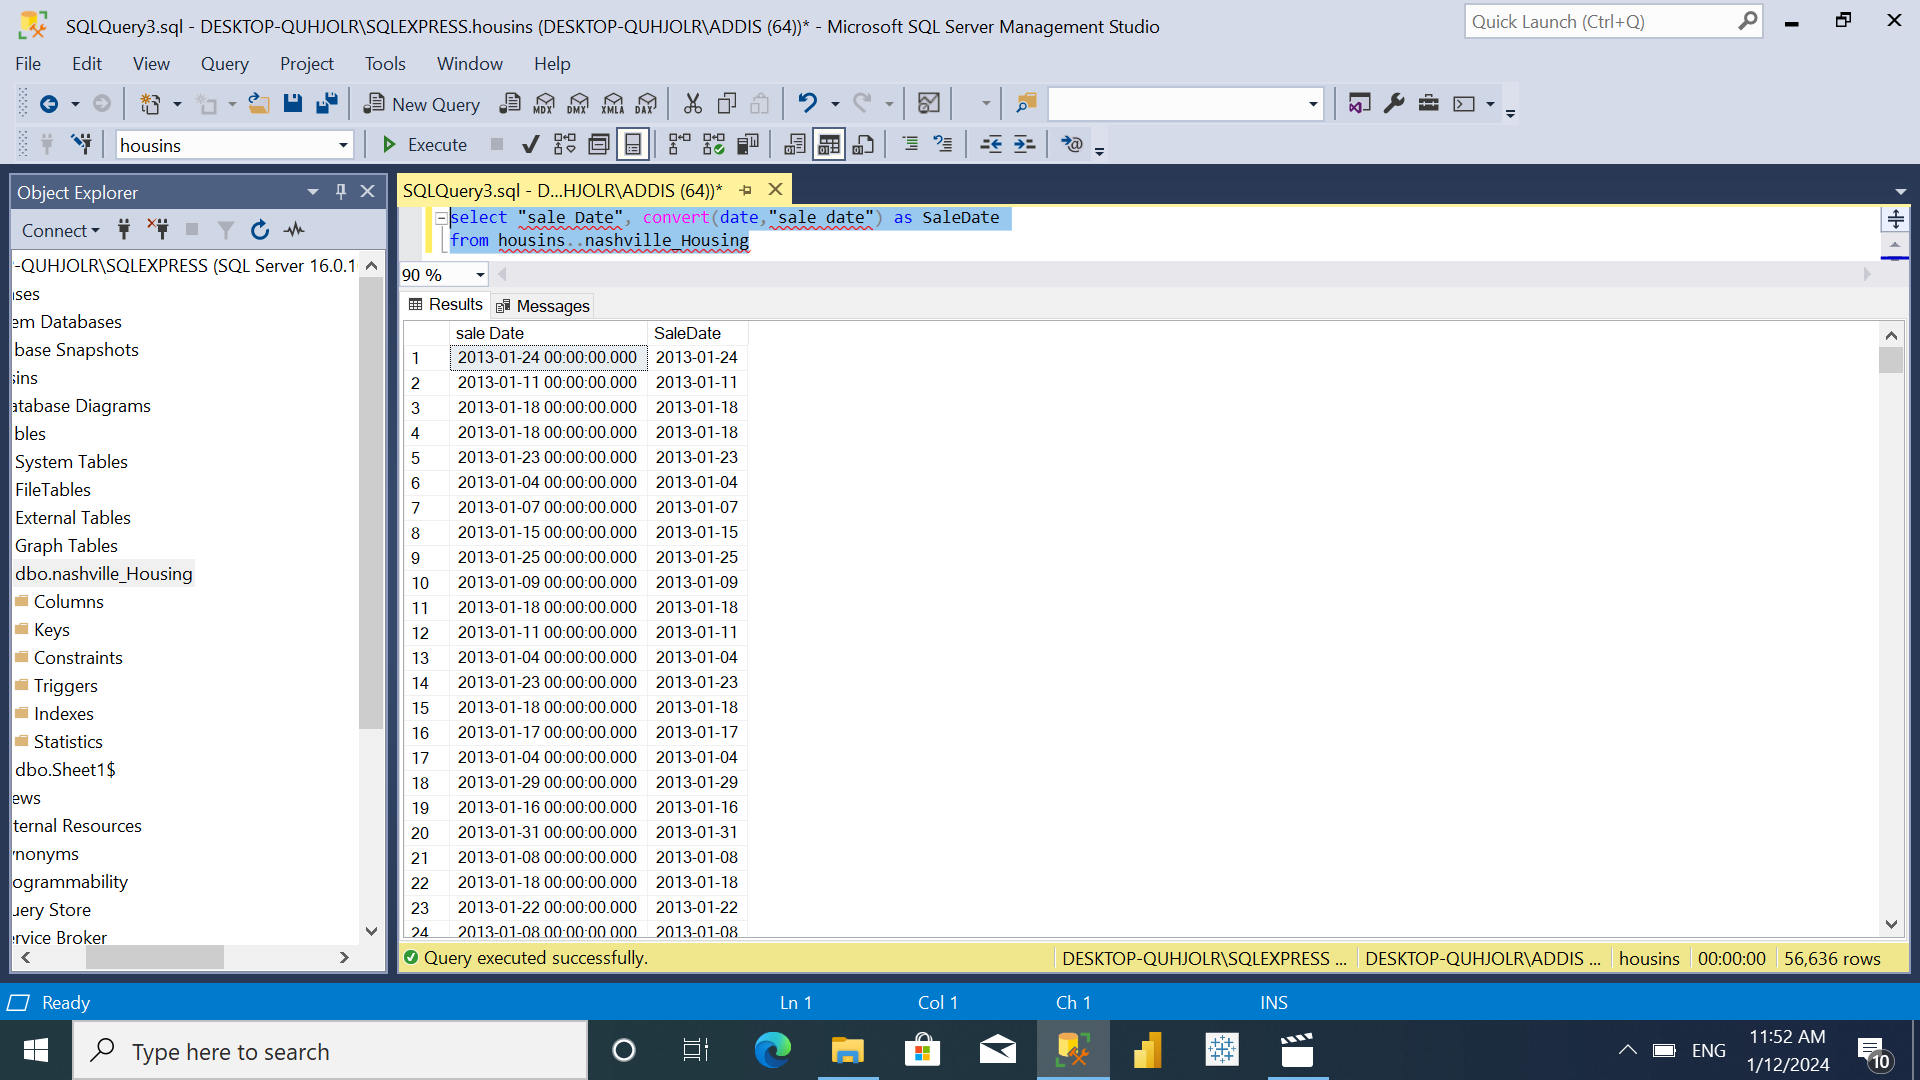 SQLQuery3.sql - DESKTOP-QUHJOLR\SQLEXPRESS.housins (DESKTOP-QUHJOLR\ADDIS (64))* - Microsoft SQL Server Management Studio
Quick Launch (Ctrl+Q)
File Edit View Query Project Tools Window Help
New Query MDX DMX XMLA DAX
housins Execute
Object Explorer
Connect
-QUHJOLR\SQLEXPRESS (SQL Server 16.0.1
ases
em Databases
base Snapshots
sins
atabase Diagrams
bles
System Tables
FileTables
External Tables
Graph Tables
dbo.nashville_Housing
Columns
Keys
Constraints
Triggers
Indexes
Statistics
dbo.Sheet1$
ews
ternal Resources
ynonyms
ogrammability
uery Store
ervice Broker
SQLQuery3.sql - D...HJOLR\ADDIS (64))*
select "sale Date", convert(date,"sale date") as SaleDate
from housins..nashville_Housing
90 %
Results Messages
sale Date SaleDate
1 2013-01-24 00:00:00.000 2013-01-24
2 2013-01-11 00:00:00.000 2013-01-11
3 2013-01-18 00:00:00.000 2013-01-18
4 2013-01-18 00:00:00.000 2013-01-18
5 2013-01-23 00:00:00.000 2013-01-23
6 2013-01-04 00:00:00.000 2013-01-04
7 2013-01-07 00:00:00.000 2013-01-07
8 2013-01-15 00:00:00.000 2013-01-15
9 2013-01-25 00:00:00.000 2013-01-25
10 2013-01-09 00:00:00.000 2013-01-09
11 2013-01-18 00:00:00.000 2013-01-18
12 2013-01-11 00:00:00.000 2013-01-11
13 2013-01-04 00:00:00.000 2013-01-04
14 2013-01-23 00:00:00.000 2013-01-23
15 2013-01-18 00:00:00.000 2013-01-18
16 2013-01-17 00:00:00.000 2013-01-17
17 2013-01-04 00:00:00.000 2013-01-04
18 2013-01-29 00:00:00.000 2013-01-29
19 2013-01-16 00:00:00.000 2013-01-16
20 2013-01-31 00:00:00.000 2013-01-31
21 2013-01-08 00:00:00.000 2013-01-08
22 2013-01-18 00:00:00.000 2013-01-18
23 2013-01-22 00:00:00.000 2013-01-22
24 2013-01-08 00:00:00.000 2013-01-08
Query executed successfully. DESKTOP-QUHJOLR\SQLEXPRESS ... DESKTOP-QUHJOLR\ADDIS ... housins 00:00:00 56,636 rows
Ready Ln 1 Col 1 Ch 1 INS
Type here to search
ENG
11:52 AM
1/12/2024
10